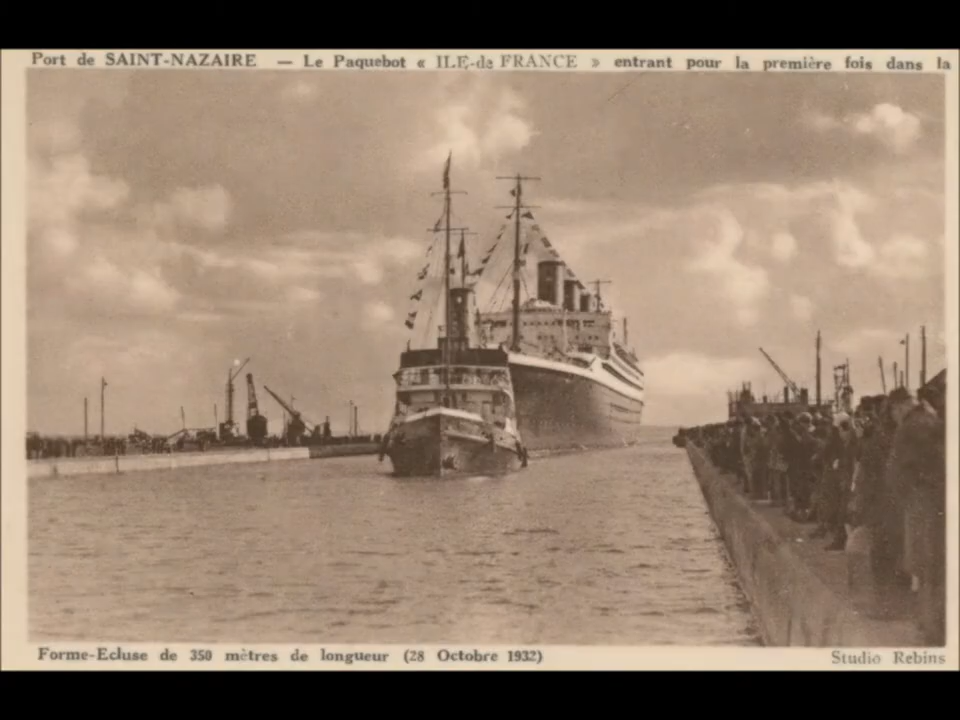 Port de SAINT-NAZAIRE — Le Paquebot « ILE-de FRANCE » entrant pour la première fois dans la
Forme-Ecluse de 350 mètres de longueur (28 Octobre 1932)
Studio Rebins